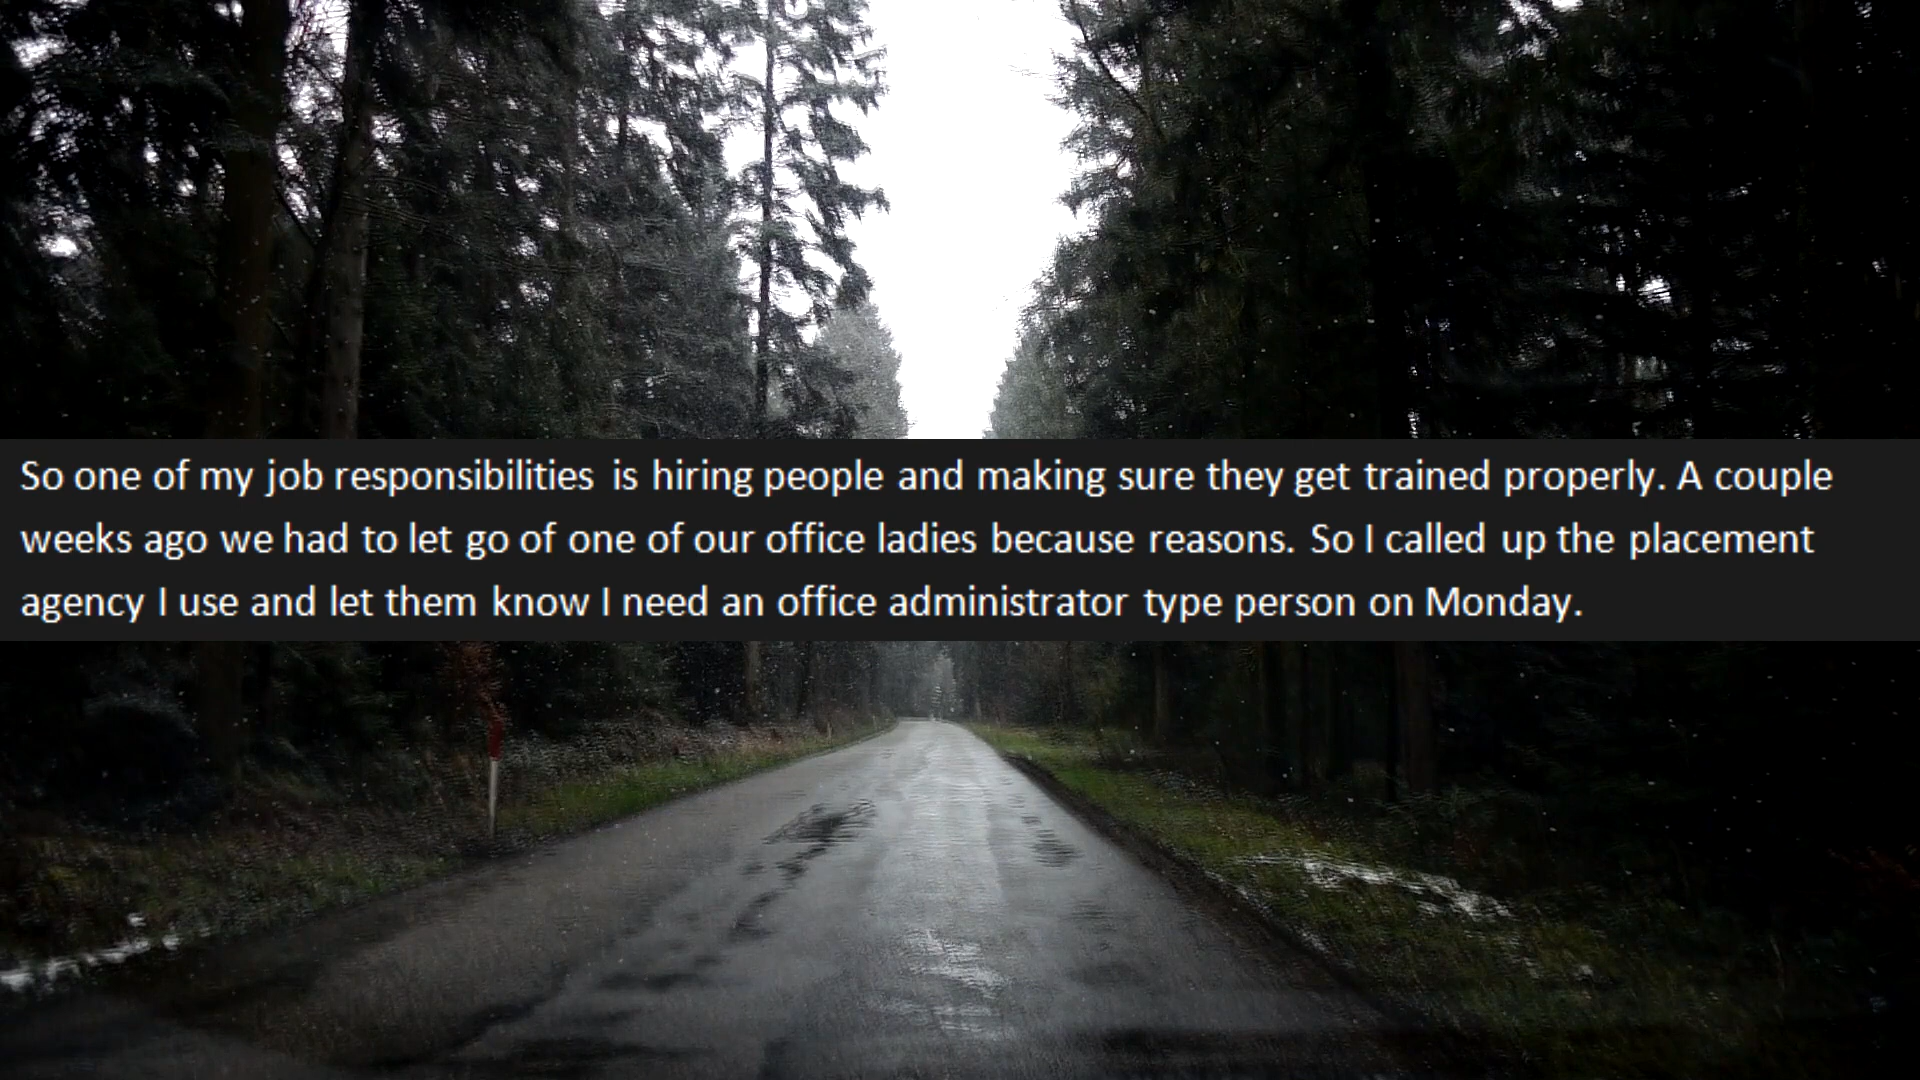 So one of my job responsibilities is hiring people and making sure they get trained properly. A couple
weeks ago we had to let go of one of our office ladies because reasons. So I called up the placement
agency I use and let them know I need an office administrator type person on Monday.